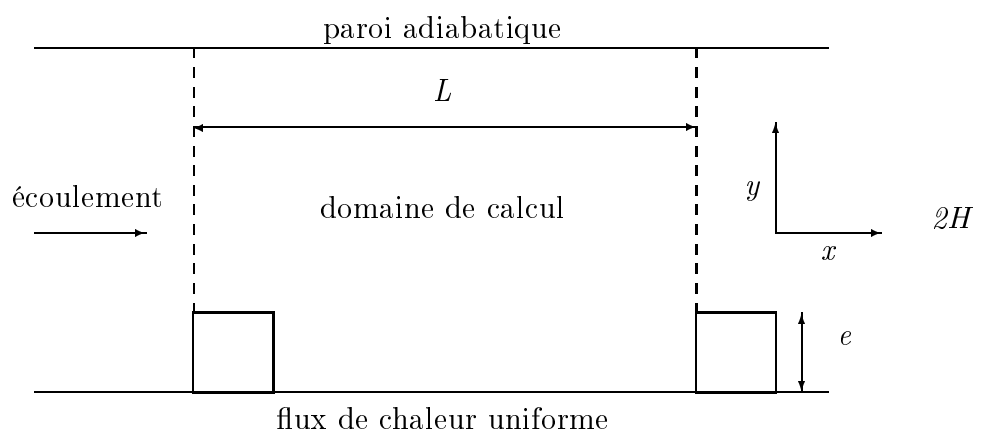 paroi adiabatique
L
écoulement
domaine de calcul
y
x
2H
e
flux de chaleur uniforme